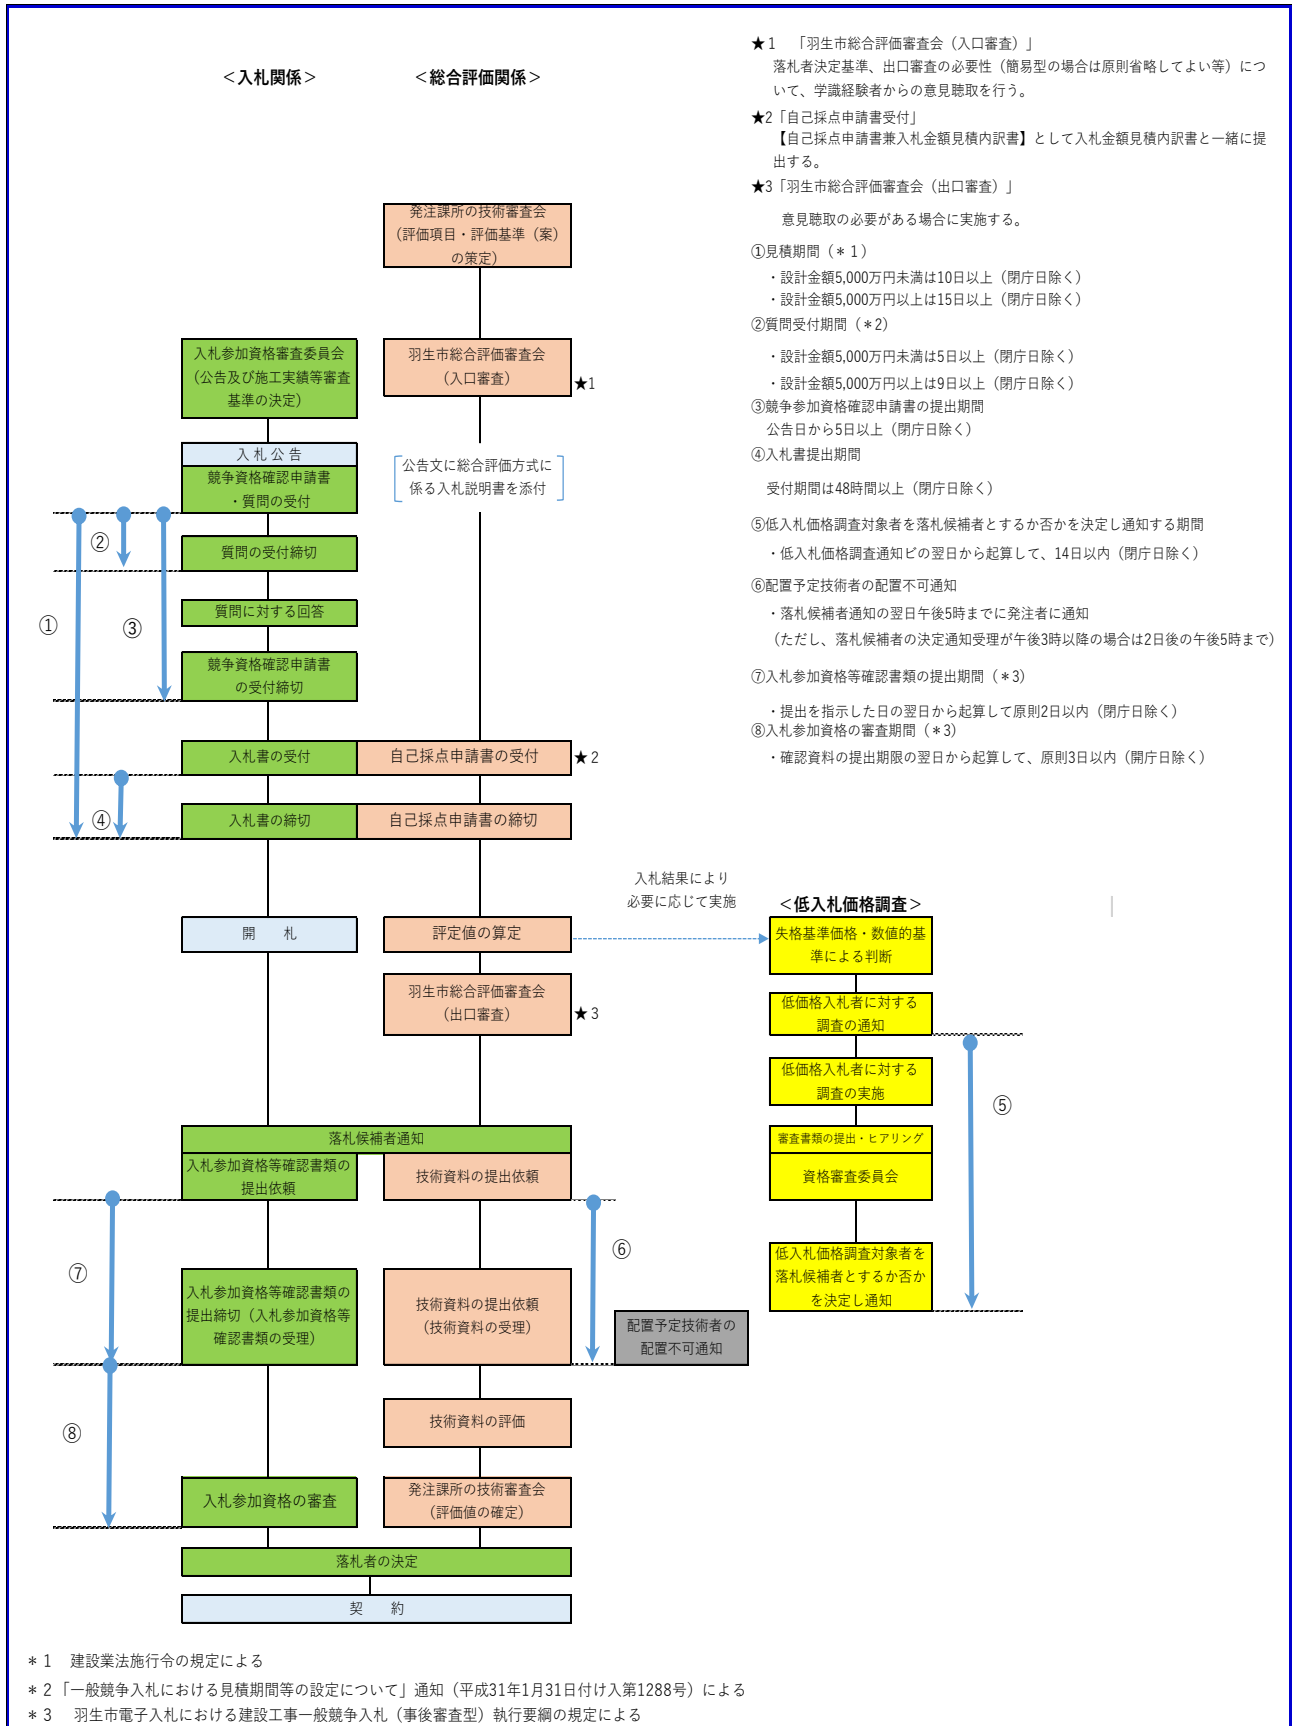 ＜入札関係＞
＜総合評価関係＞
発注課所の技術審査会
（評価項目・評価基準（案）
の策定）
入札参加資格審査委員会
（公告及び施工実績等審査
基準の決定）
羽生市総合評価審査会
（入口審査）
★1
入札公告
競争資格確認申請書
・質問の受付
公告文に総合評価方式に
係る入札説明書を添付
②
質問の受付締切
①
③
質問に対する回答
競争資格確認申請書
の受付締切
入札書の受付
自己採点申請書の受付
★2
④
入札書の締切
自己採点申請書の締切
入札結果により
必要に応じて実施
開　札
評定値の算定
羽生市総合評価審査会
（出口審査）
★3
＜低入札価格調査＞
失格基準価格・数値的基
準による判断
低価格入札者に対する
調査の通知
低価格入札者に対する
調査の実施
⑤
審査書類の提出・ヒアリング
資格審査委員会
低入札価格調査対象者を
落札候補者とするか否か
を決定し通知
落札候補者通知
入札参加資格等確認書類の
提出依頼
技術資料の提出依頼
⑥
⑦
入札参加資格等確認書類の
提出締切（入札参加資格等
確認書類の受理）
技術資料の提出依頼
（技術資料の受理）
配置予定技術者の
配置不可通知
⑧
技術資料の評価
入札参加資格の審査
発注課所の技術審査会
（評価値の確定）
落札者の決定
契　約
★1　「羽生市総合評価審査会（入口審査）」
落札者決定基準、出口審査の必要性（簡易型の場合は原則省略してよい等）につ
いて、学識経験者からの意見聴取を行う。
★2「自己採点申請書受付」
【自己採点申請書兼入札金額見積内訳書】として入札金額見積内訳書と一緒に提
出する。
★3「羽生市総合評価審査会（出口審査）」
意見聴取の必要がある場合に実施する。
①見積期間（＊1）
・設計金額5,000万円未満は10日以上（閉庁日除く）
・設計金額5,000万円以上は15日以上（閉庁日除く）
②質問受付期間（＊2）
・設計金額5,000万円未満は5日以上（閉庁日除く）
・設計金額5,000万円以上は9日以上（閉庁日除く）
③競争参加資格確認申請書の提出期間
公告日から5日以上（閉庁日除く）
④入札書提出期間
受付期間は48時間以上（閉庁日除く）
⑤低入札価格調査対象者を落札候補者とするか否かを決定し通知する期間
・低入札価格調査通知ビの翌日から起算して、14日以内（閉庁日除く）
⑥配置予定技術者の配置不可通知
・落札候補者通知の翌日午後5時までに発注者に通知
（ただし、落札候補者の決定通知受理が午後3時以降の場合は2日後の午後5時まで）
⑦入札参加資格等確認書類の提出期間（＊3）
・提出を指示した日の翌日から起算して原則2日以内（閉庁日除く）
⑧入札参加資格の審査期間（＊3）
・確認資料の提出期限の翌日から起算して、原則3日以内（開庁日除く）
＊1　建設業法施行令の規定による
＊2「一般競争入札における見積期間等の設定について」通知（平成31年1月31日付け入第1288号）による
＊3　羽生市電子入札における建設工事一般競争入札（事後審査型）執行要綱の規定による